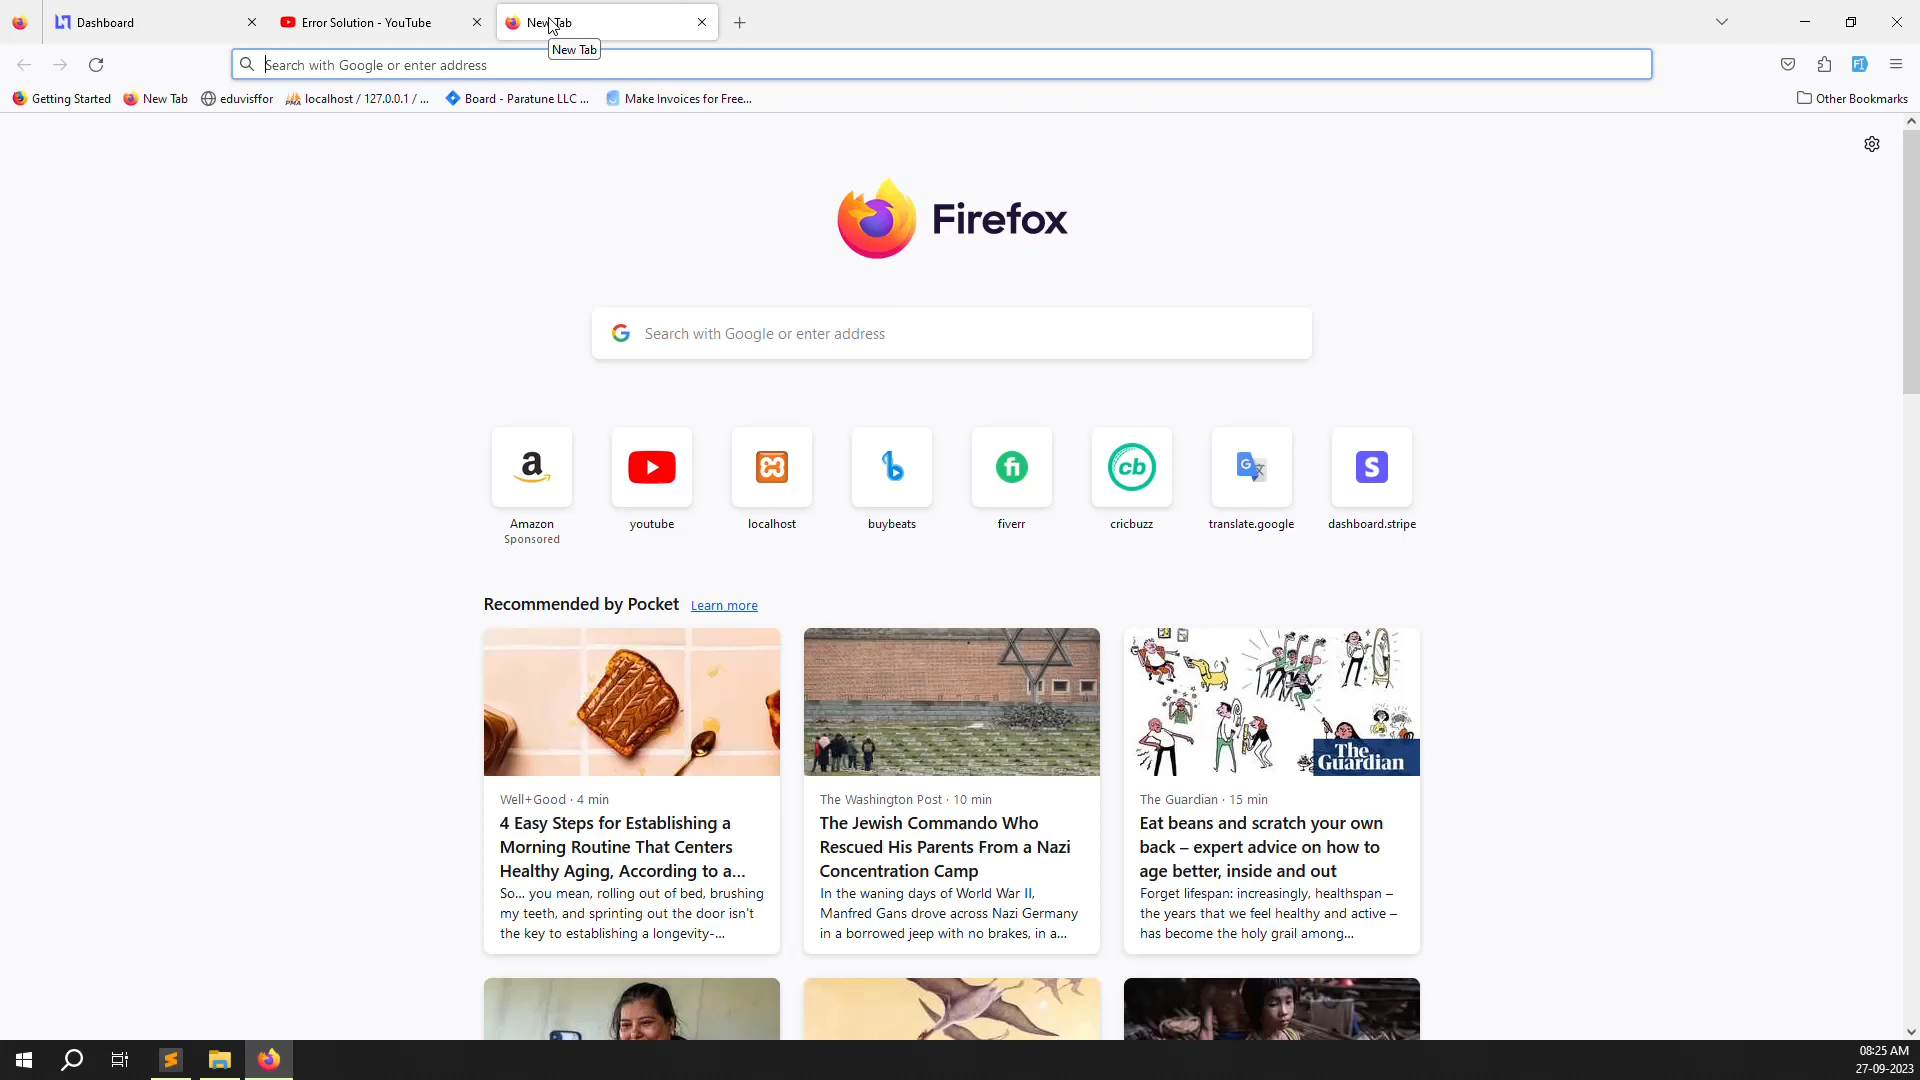 Dashboard
Error Solution - YouTube
New Tab
New Tab
Search with Google or enter address
Getting Started
New Tab
eduvisffor
localhost / 127.0.0.1 / ...
Board - Paratune LLC ...
Make Invoices for Free...
Other Bookmarks
Firefox
Search with Google or enter address
Amazon
Sponsored
youtube
localhost
buybeats
fiverr
cricbuzz
translate.google
dashboard.stripe
Recommended by Pocket Learn more
Well+Good · 4 min
4 Easy Steps for Establishing a
Morning Routine That Centers
Healthy Aging, According to a...
So... you mean, rolling out of bed, brushing
my teeth, and sprinting out the door isn't
the key to establishing a longevity-...
The Washington Post · 10 min
The Jewish Commando Who
Rescued His Parents From a Nazi
Concentration Camp
In the waning days of World War II,
Manfred Gans drove across Nazi Germany
in a borrowed jeep with no brakes, in a...
The
Guardian
The Guardian · 15 min
Eat beans and scratch your own
back – expert advice on how to
age better, inside and out
Forget lifespan: increasingly, healthspan –
the years that we feel healthy and active –
has become the holy grail among...
08:25 AM
27-09-2023